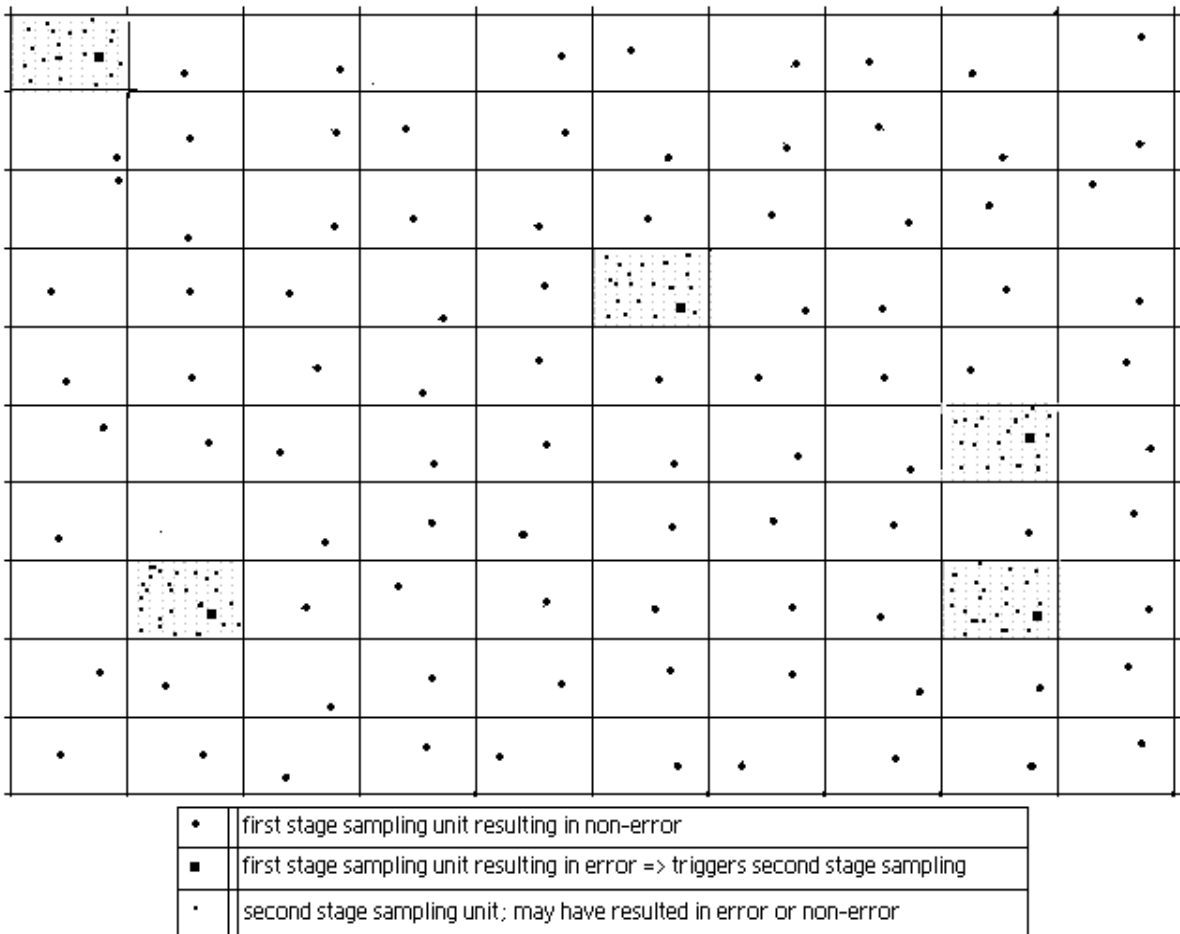 first stage sampling unit resulting in non-error
first stage sampling unit resulting in error => triggers second stage sampling
second stage sampling unit; may have resulted in error or non-error